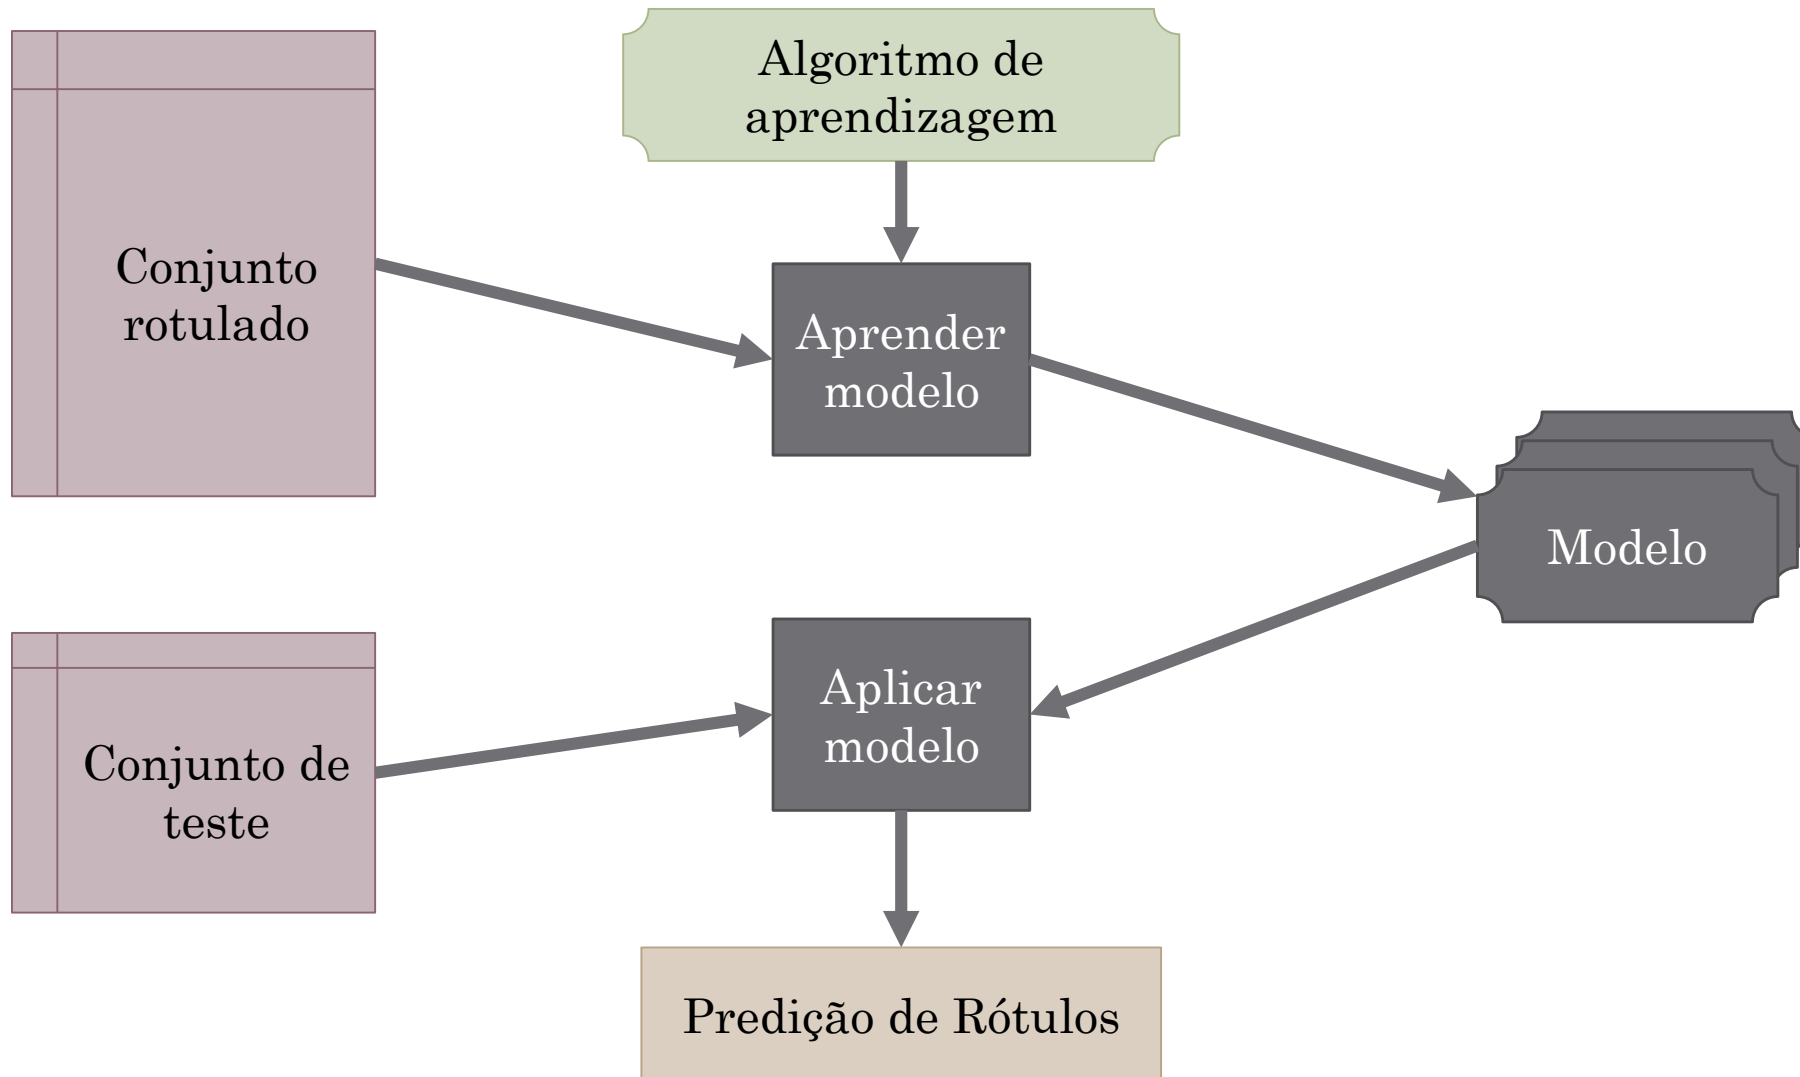 Algoritmo de
aprendizagem
Conjunto
rotulado
Aprender
modelo
Modelo
Conjunto de
teste
Aplicar
modelo
Predição de Rótulos